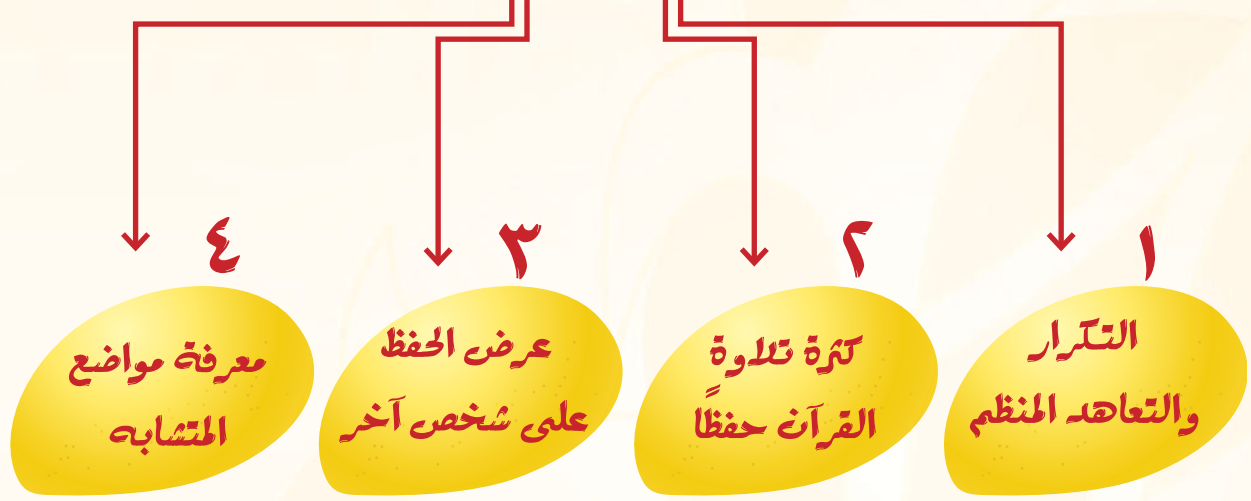 ١
التكرار
والتعاهد المنظم
٢
كثرة تلاوة
القرآن حفظًا
٣
عرض الحفظ
على شخص آخر
٤
معرفة مواضع
المتشابه